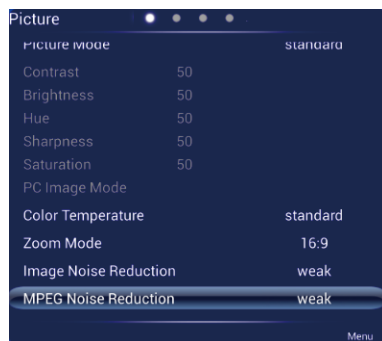 Picture
Picture Mode standard
Contrast 50
Brightness 50
Hue 50
Sharpness 50
Saturation 50
PC Image Mode
Color Temperature standard
Zoom Mode 16:9
Image Noise Reduction weak
MPEG Noise Reduction weak
Menu